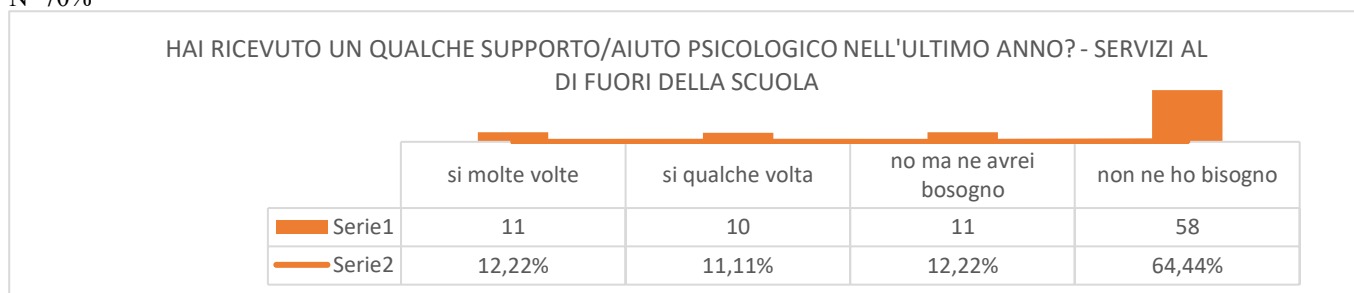 N° /0%
HAI RICEVUTO UN QUALCHE SUPPORTO/AIUTO PSICOLOGICO NELL'ULTIMO ANNO? - SERVIZI AL
DI FUORI DELLA SCUOLA
si molte volte si qualche volta no ma ne avrei bosogno non ne ho bisogno
Serie1 11 10 11 58
Serie2 12,22% 11,11% 12,22% 64,44%